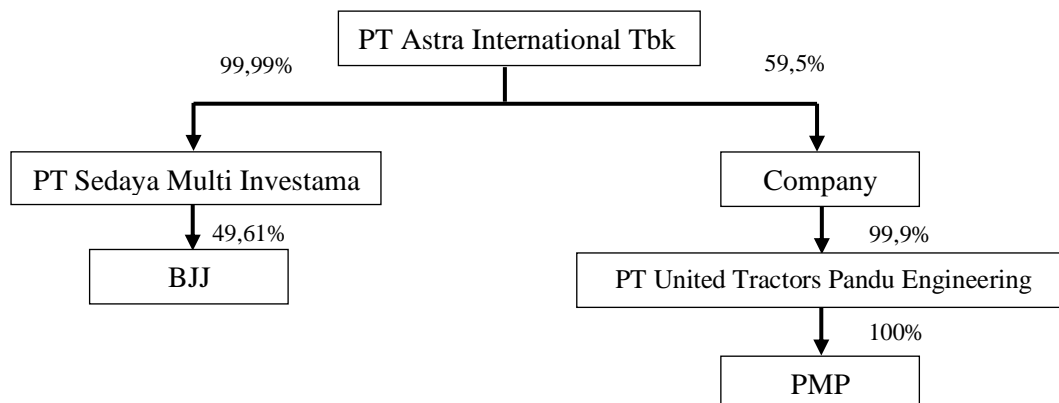 PT Astra International Tbk
99,99%
59,5%
PT Sedaya Multi Investama
Company
49,61%
99,9%
BJJ
PT United Tractors Pandu Engineering
100%
PMP